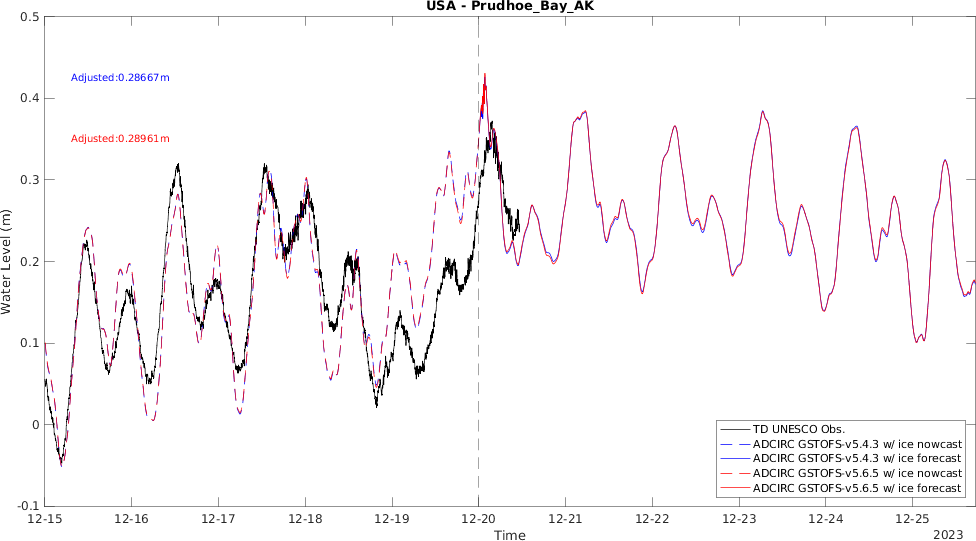 USA - Prudhoe_Bay_AK
0.5
0.4
0.3
0.2
0.1
0
-0.1
Water Level (m)
Adjusted:0.28667m
Adjusted:0.28961m
TD UNESCO Obs.
ADCIRC GSTOFS-v5.4.3 w/ ice nowcast
ADCIRC GSTOFS-v5.4.3 w/ ice forecast
ADCIRC GSTOFS-v5.6.5 w/ ice nowcast
ADCIRC GSTOFS-v5.6.5 w/ ice forecast
12-15 12-16 12-17 12-18 12-19 12-20 12-21 12-22 12-23 12-24 12-25
Time
2023